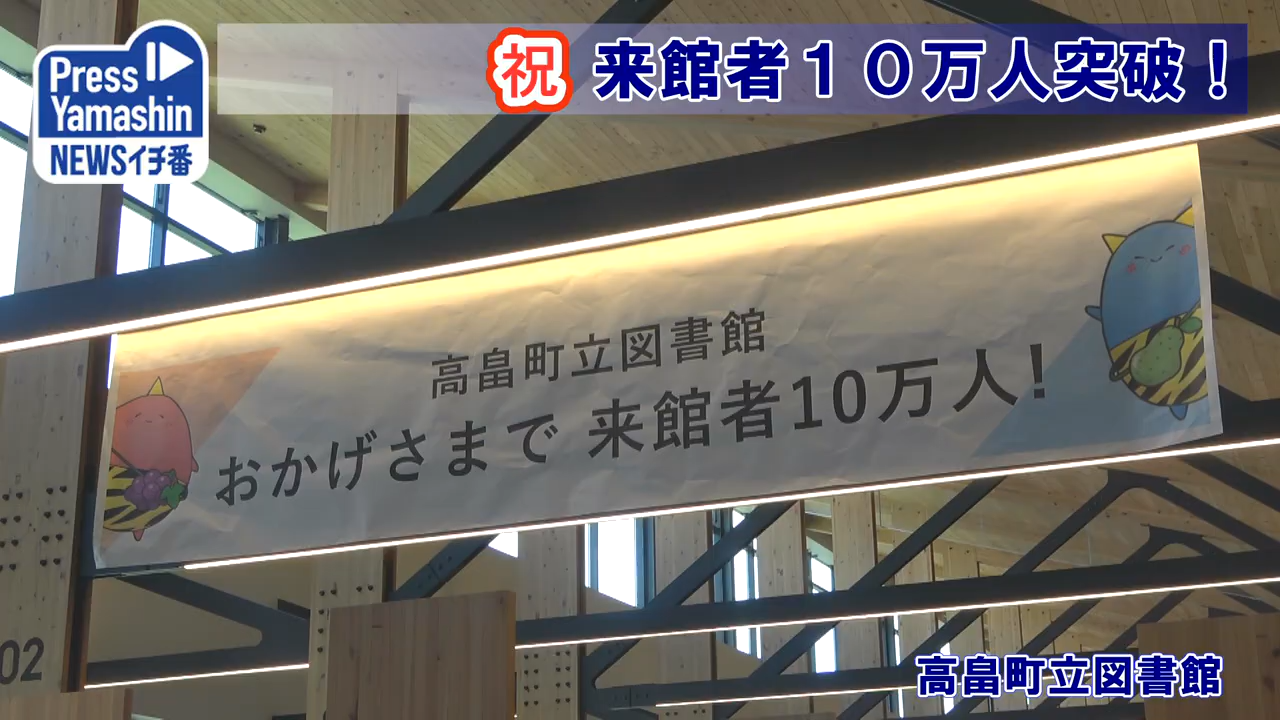 Press
Yamashin
NEWSイチ番
祝 来館者１０万人突破！
高畠町立図書館
おかげさまで 来館者10万人!
02
高畠町立図書館